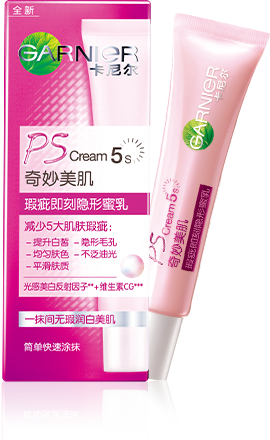 全新
GARNIER
卡尼尔
PS Cream 5s
奇妙美肌
瑕疵即刻隐形蜜乳
减少5大肌肤瑕疵:
– 提升白皙 – 隐形毛孔
– 均匀肤色 – 不泛油光
– 平滑肤质
光感美白反射因子**+维生素CG***
一抹间无瑕润白美肌
简单快速涂抹
GARNIER
卡尼尔
PS Cream 5s
奇妙美肌
瑕疵即刻隐形蜜乳